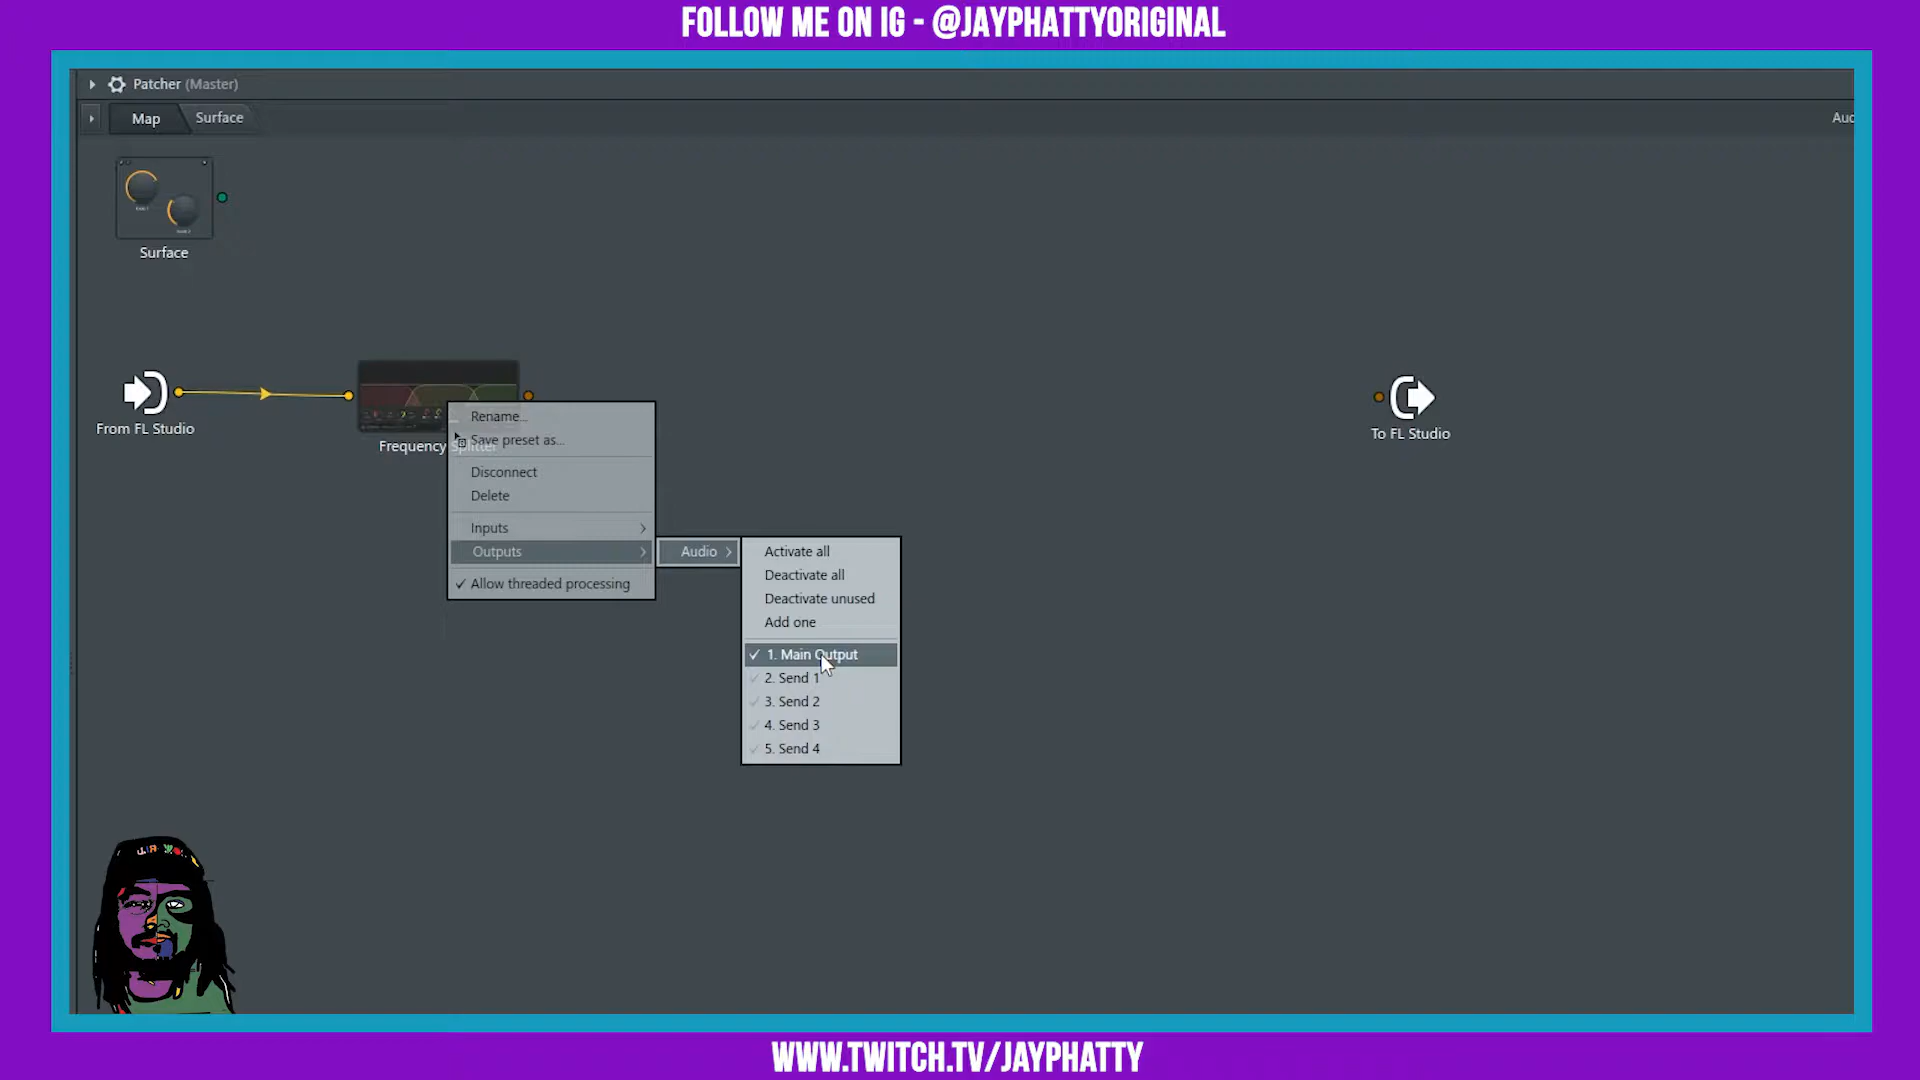 FOLLOW ME ON IG - @JAYPHATTYORIGINAL
Patcher (Master)
Map
Surface
Auc
Surface
From FL Studio
Frequency Splitter
To FL Studio
Rename...
Save preset as...
Disconnect
Delete
Inputs
Outputs
Allow threaded processing
Audio
Activate all
Deactivate all
Deactivate unused
Add one
1. Main Output
2. Send 1
3. Send 2
4. Send 3
5. Send 4
WWW.TWITCH.TV/JAYPHATTY